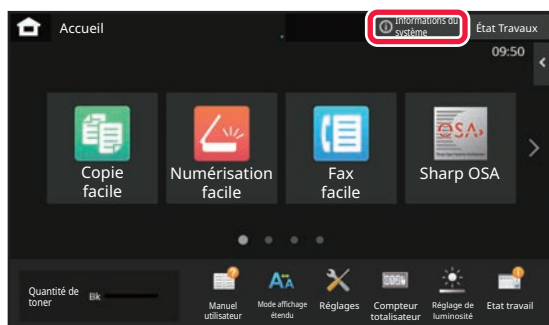 Accueil
Informations du
système
État Travaux
09:50
Copie
facile
Numérisation
facile
Fax
facile
OSA
Sharp OSA
Quantité de
toner
Bk
Manuel
utilisateur
Mode affichage
étendu
Réglages
Compteur
totalisateur
Réglage de
luminosité
Etat travail